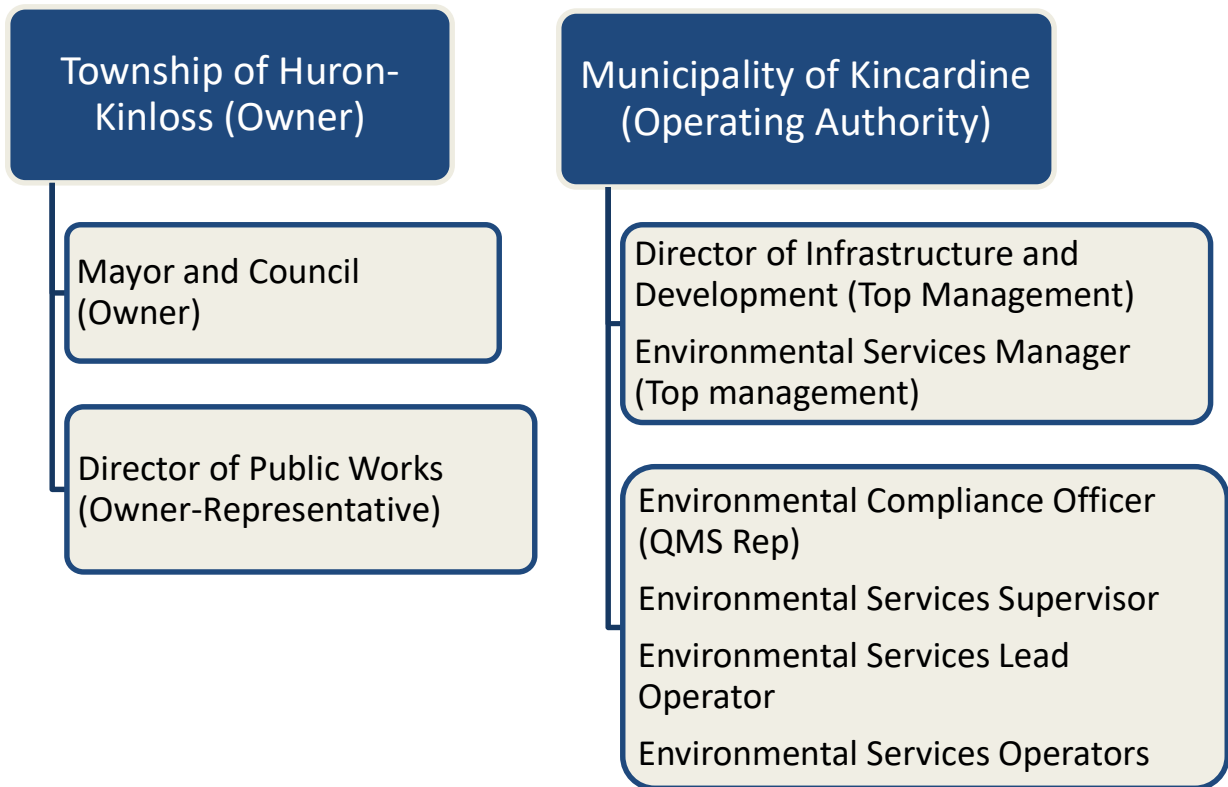 Township of Huron-
Kinloss (Owner)
Mayor and Council
(Owner)
Director of Public Works
(Owner-Representative)
Municipality of Kincardine
(Operating Authority)
Director of Infrastructure and
Development (Top Management)
Environmental Services Manager
(Top management)
Environmental Compliance Officer
(QMS Rep)
Environmental Services Supervisor
Environmental Services Lead
Operator
Environmental Services Operators